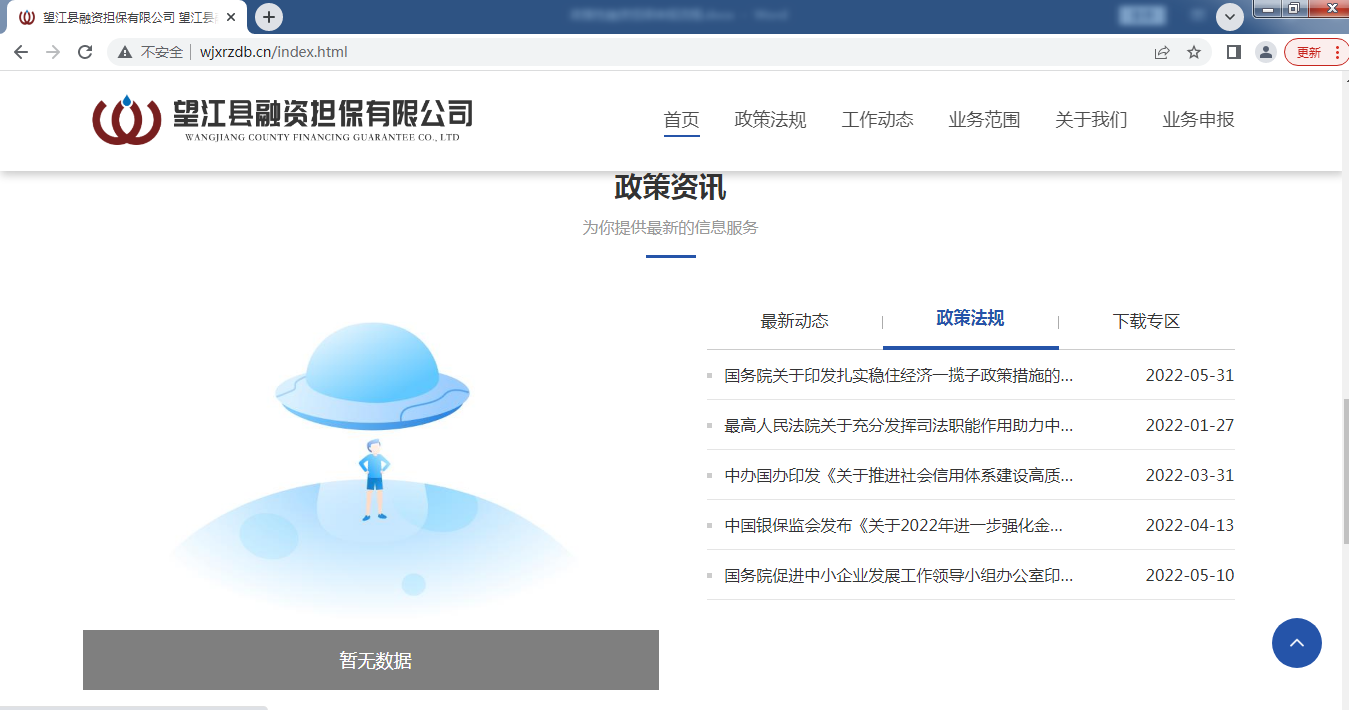 望江县融资担保有限公司 望江县
不安全 wjxrzdb.cn/index.html
更新
望江县融资担保有限公司
WANGJIANG COUNTY FINANCING GUARANTEE CO., LTD
首页 政策法规 工作动态 业务范围 关于我们 业务申报
政策资讯
为你提供最新的信息服务
最新动态 政策法规 下载专区
国务院关于印发扎实稳住经济一揽子政策措施的... 2022-05-31
最高人民法院关于充分发挥司法职能作用助力中... 2022-01-27
中办国办印发《关于推进社会信用体系建设高质... 2022-03-31
中国银保监会发布《关于2022年进一步强化金... 2022-04-13
国务院促进中小企业发展工作领导小组办公室印... 2022-05-10
暂无数据